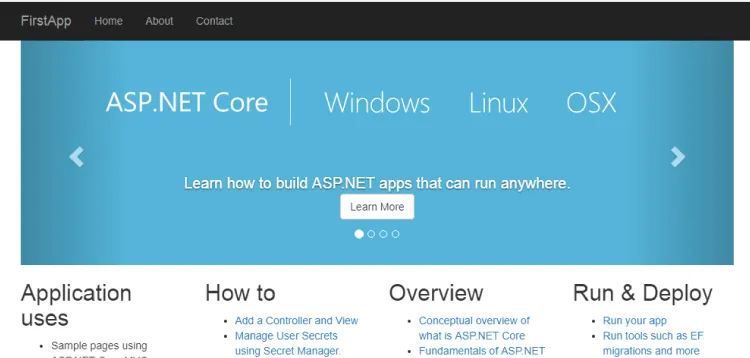 FirstApp Home About Contact
ASP.NET Core Windows Linux OSX
Learn how to build ASP.NET apps that can run anywhere.
Learn More
Application
uses
Sample pages using
How to
Add a Controller and View
Manage User Secrets
using Secret Manager.
Overview
Conceptual overview of
what is ASP.NET Core
Fundamentals of ASP.NET
Run & Deploy
Run your app
Run tools such as EF
migrations and more